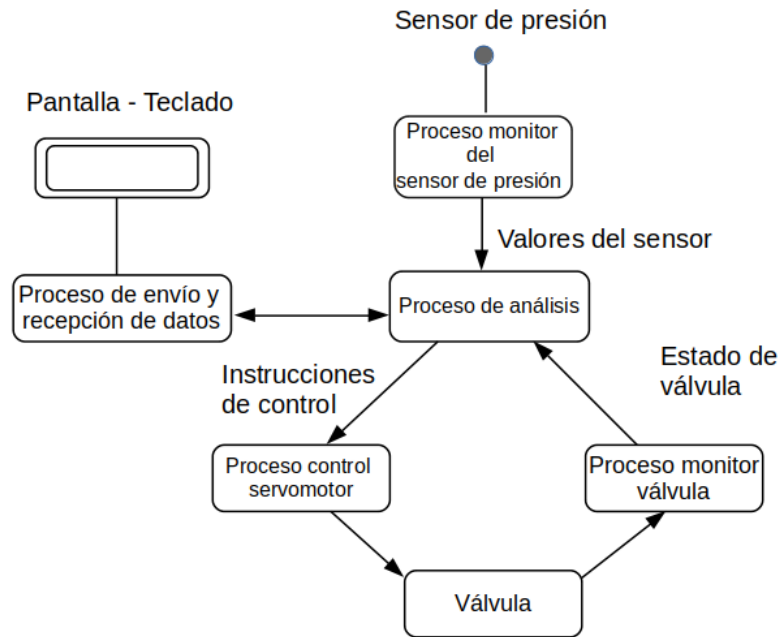 Sensor de presión
Pantalla - Teclado
Proceso monitor
del
sensor de presión
Valores del sensor
Proceso de envío y
recepción de datos
Proceso de análisis
Instrucciones
de control
Estado de
válvula
Proceso control
servomotor
Proceso monitor
válvula
Válvula